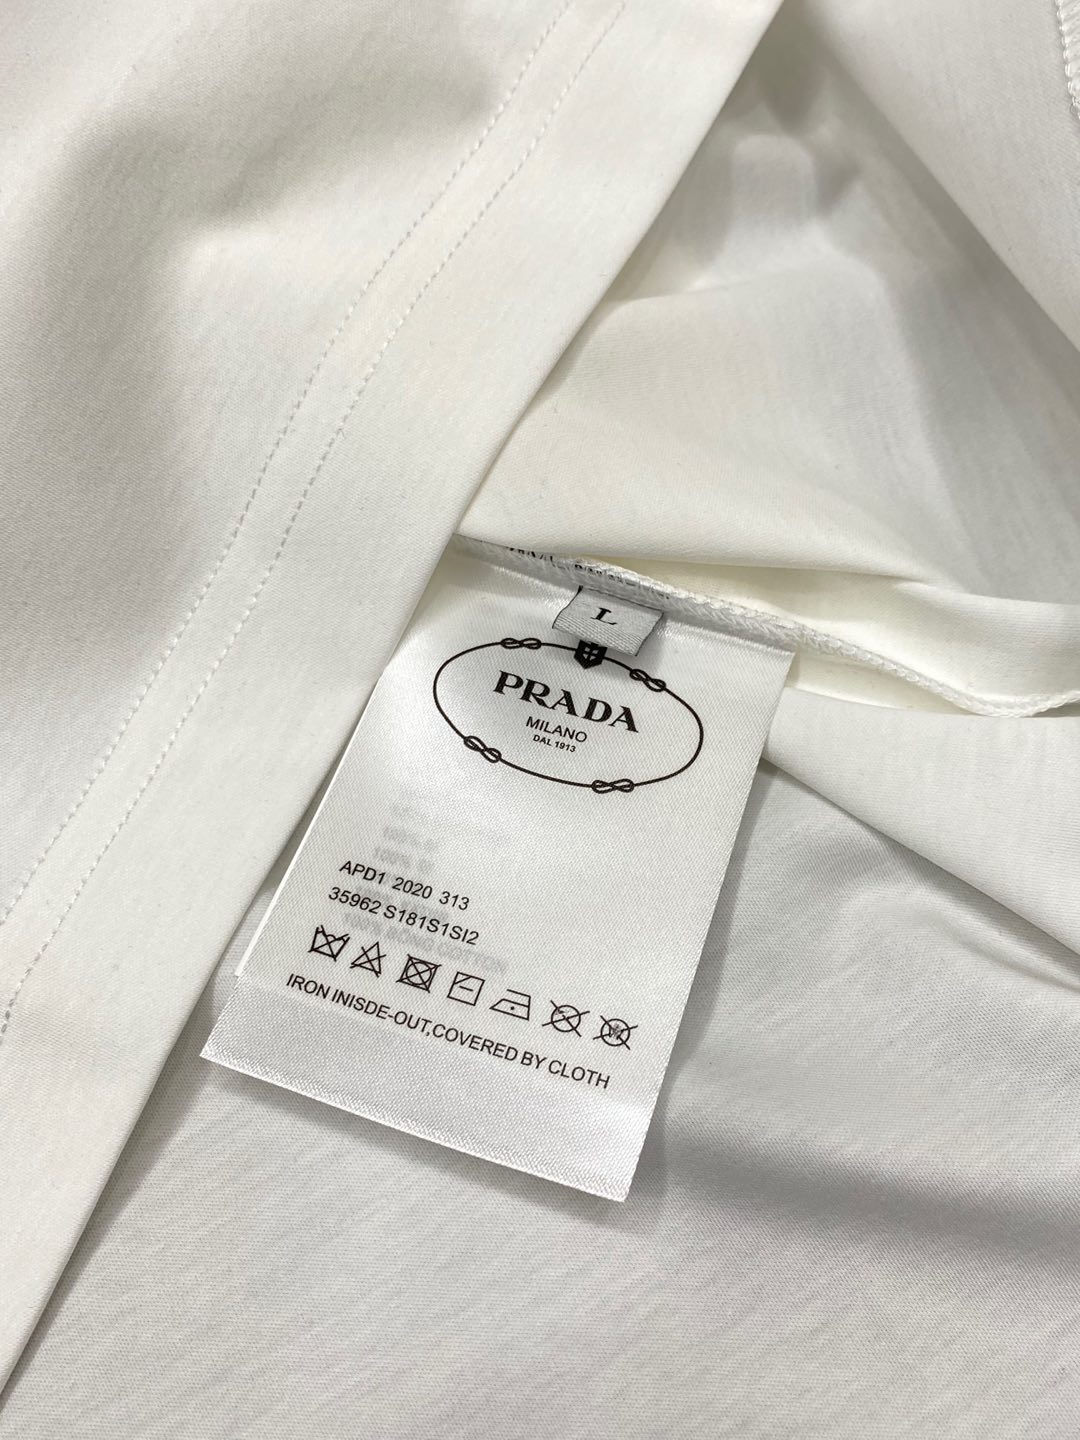 L
PRADA
MILANO
DAL 1913
APD1 2020 313
35962 S181S1SI2
IRON INISDE-OUT,COVERED BY CLOTH